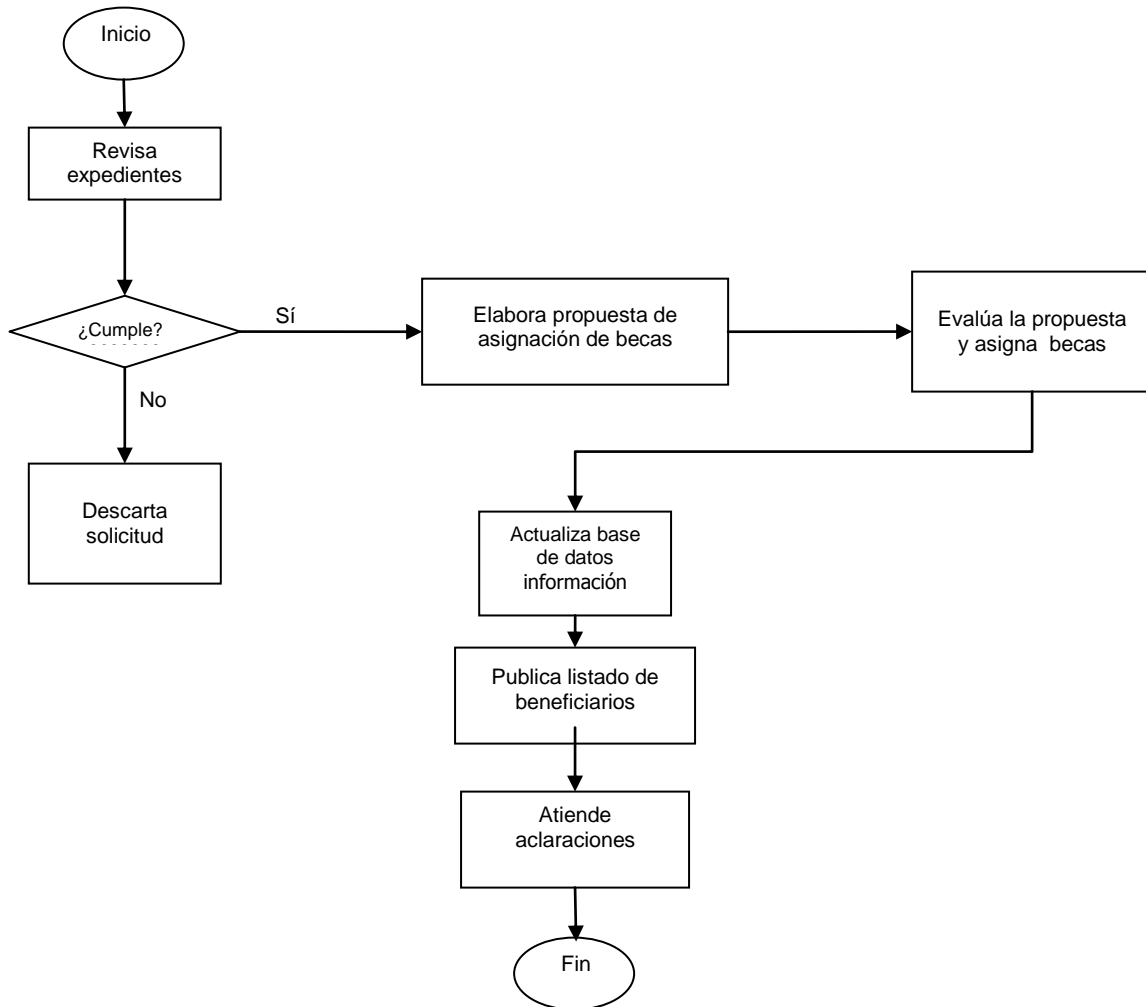 Inicio
Revisa
expedientes
¿Cumple?
Sí
No
Descarta
solicitud
Elabora propuesta de
asignación de becas
Evalúa la propuesta
y asigna becas
Actualiza base
de datos
información
Publica listado de
beneficiarios
Atiende
aclaraciones
Fin